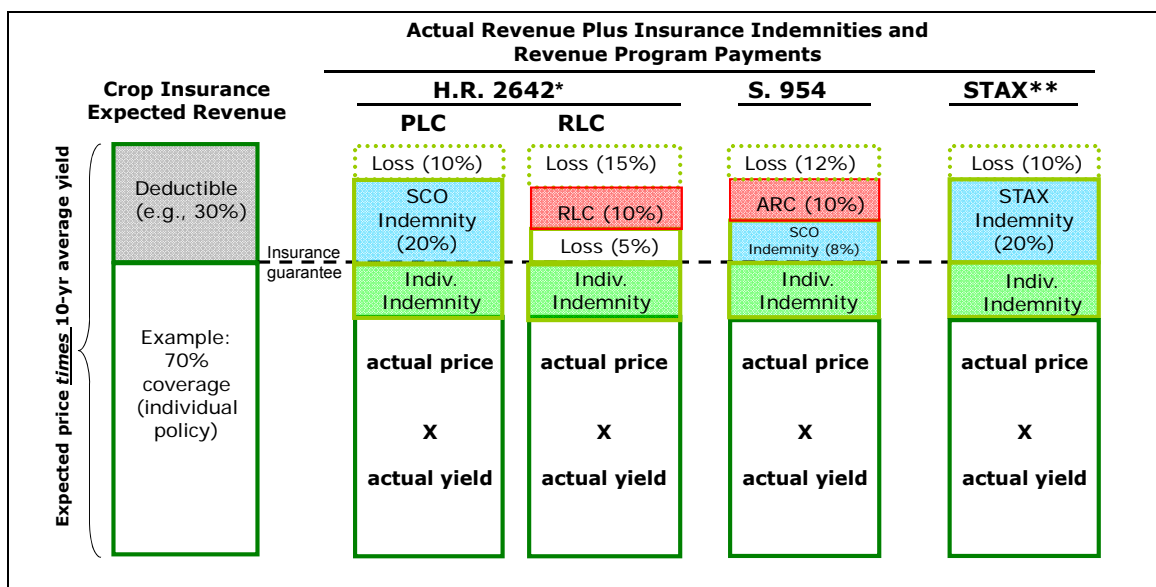 Actual Revenue Plus Insurance Indemnities and
Revenue Program Payments
Crop Insurance
Expected Revenue
H.R. 2642*
S. 954
STAX**
PLC
RLC
Expected price times 10-yr average yield
Deductible
(e.g., 30%)
Example:
70%
coverage
(individual
policy)
Insurance
guarantee
Loss (10%)
SCO
Indemnity
(20%)
Indiv.
Indemnity
actual price
X
actual yield
Loss (15%)
RLC (10%)
Loss (5%)
Indiv.
Indemnity
actual price
X
actual yield
Loss (12%)
ARC (10%)
SCO
Indemnity (8%)
Indiv.
Indemnity
actual price
X
actual yield
Loss (10%)
STAX
Indemnity
(20%)
Indiv.
Indemnity
actual price
X
actual yield